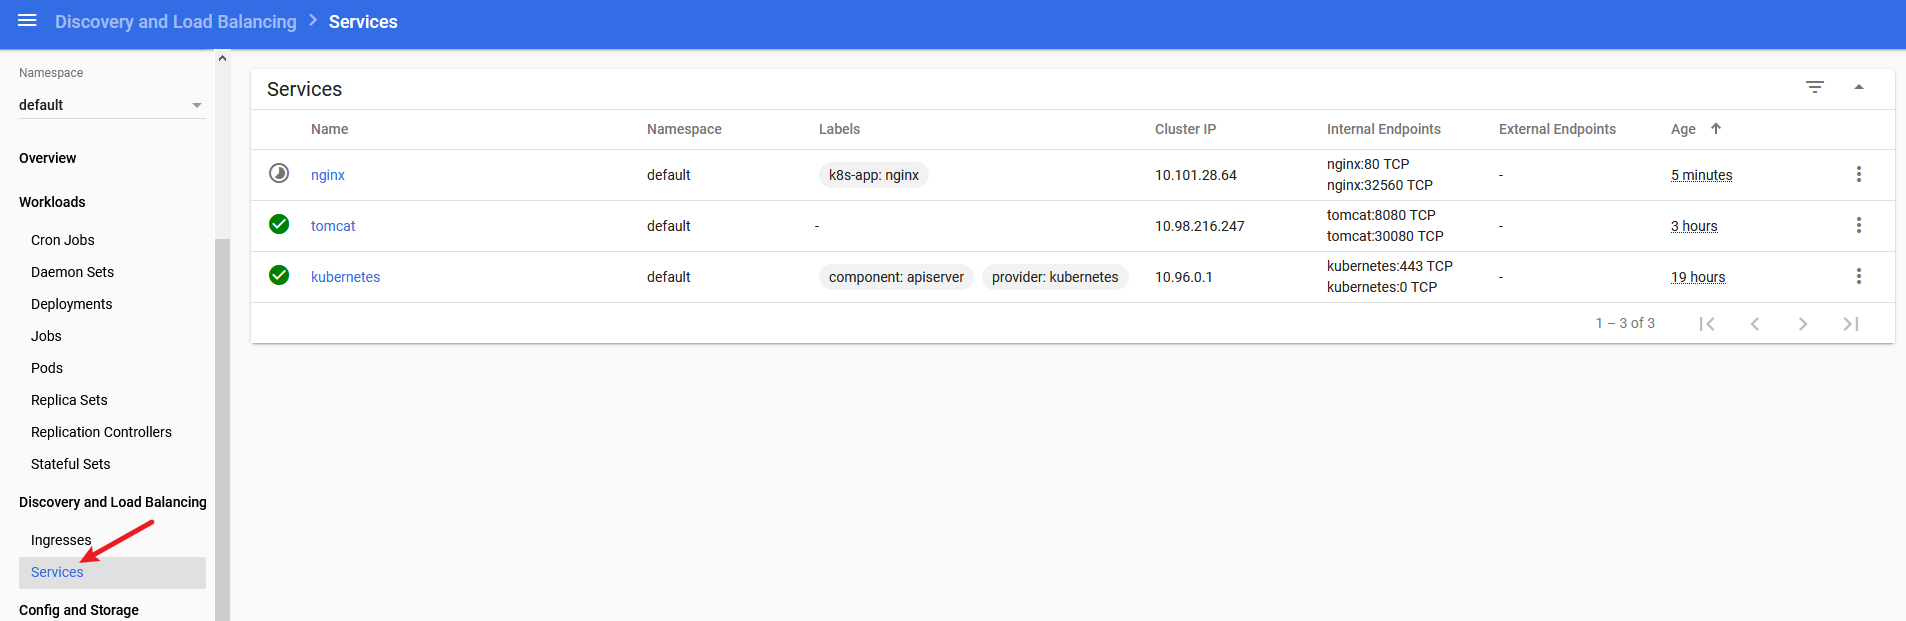 Discovery and Load Balancing > Services
Namespace
default
Overview
Workloads
Cron Jobs
Daemon Sets
Deployments
Jobs
Pods
Replica Sets
Replication Controllers
Stateful Sets
Discovery and Load Balancing
Ingresses
Services
Config and Storage
Services
Name Namespace Labels Cluster IP Internal Endpoints External Endpoints Age
nginx default k8s-app: nginx 10.101.28.64 nginx:80 TCP - 5 minutes
nginx:32560 TCP
tomcat default - 10.98.216.247 tomcat:8080 TCP - 3 hours
tomcat:30080 TCP
kubernetes default component: apiserver provider: kubernetes 10.96.0.1 kubernetes:443 TCP - 19 hours
kubernetes:0 TCP
1 – 3 of 3